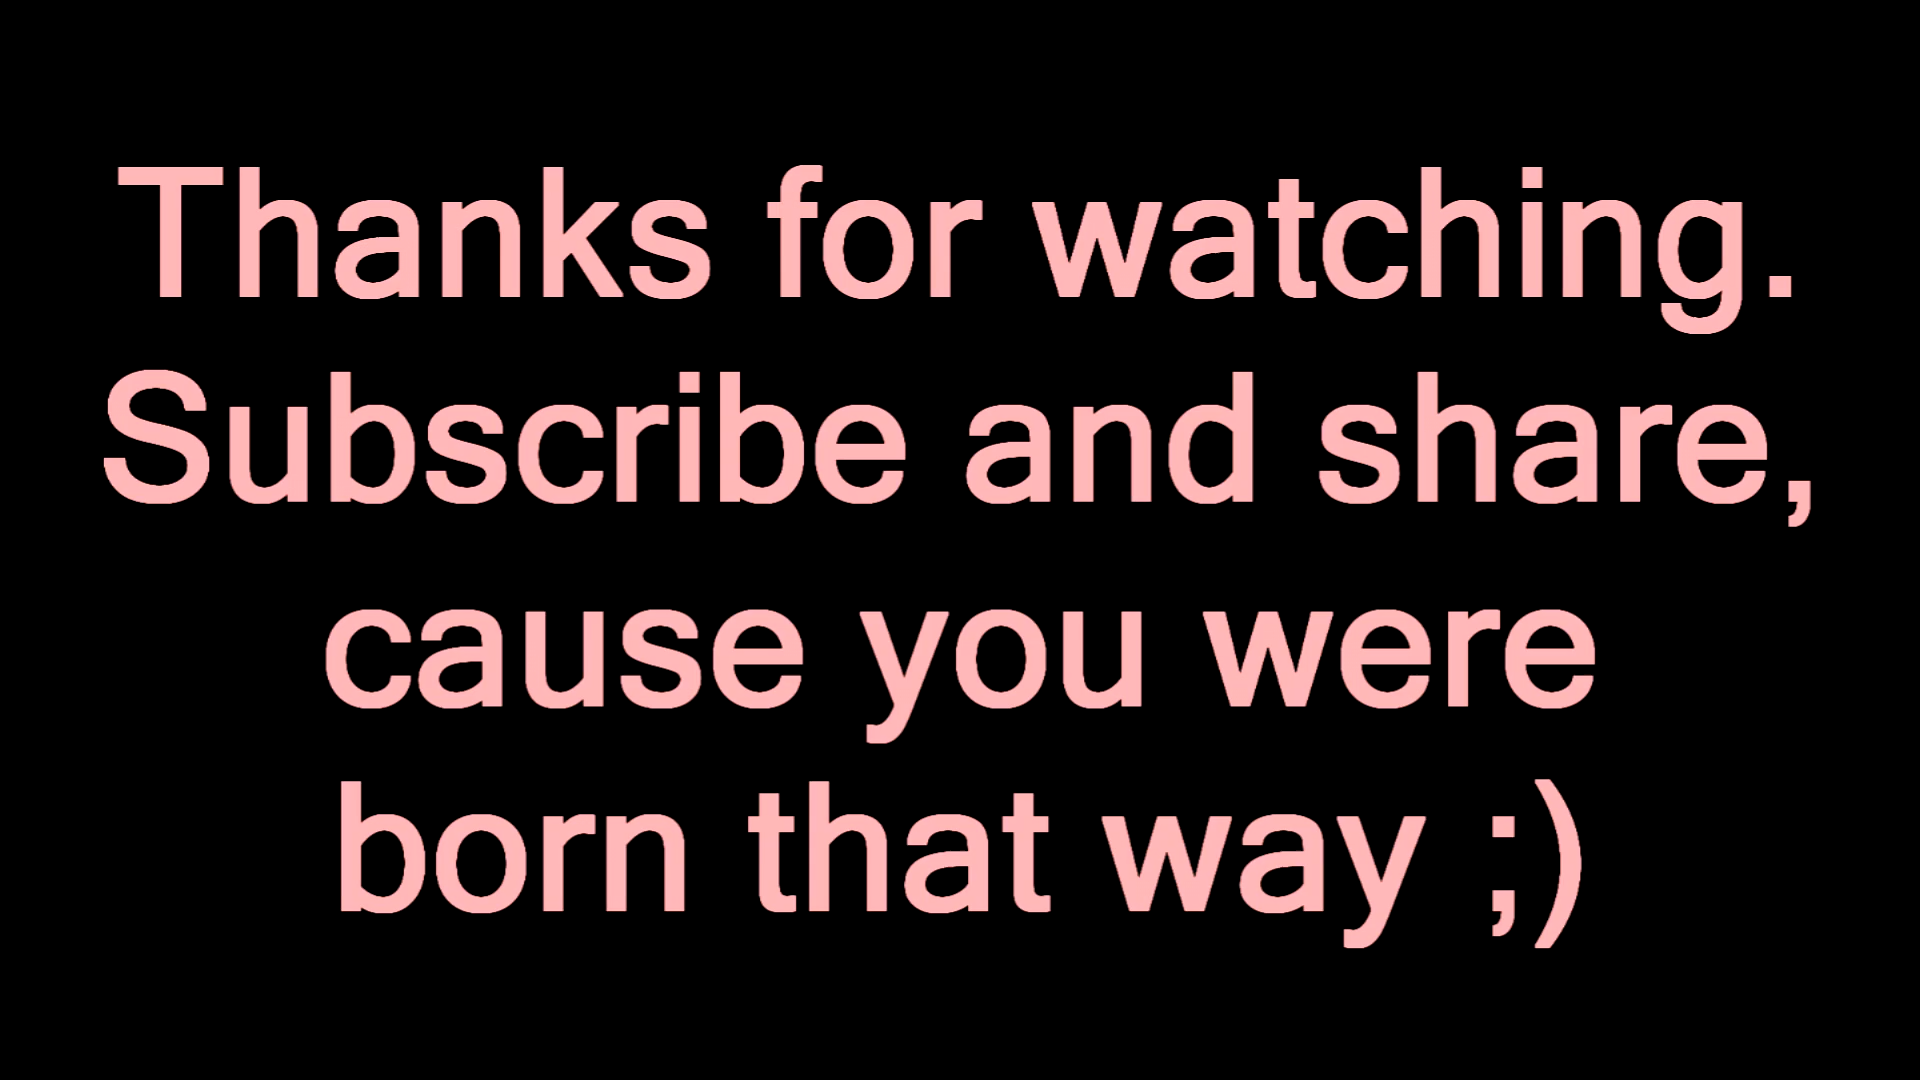 Thanks for watching.
Subscribe and share,
cause you were
born that way ;)